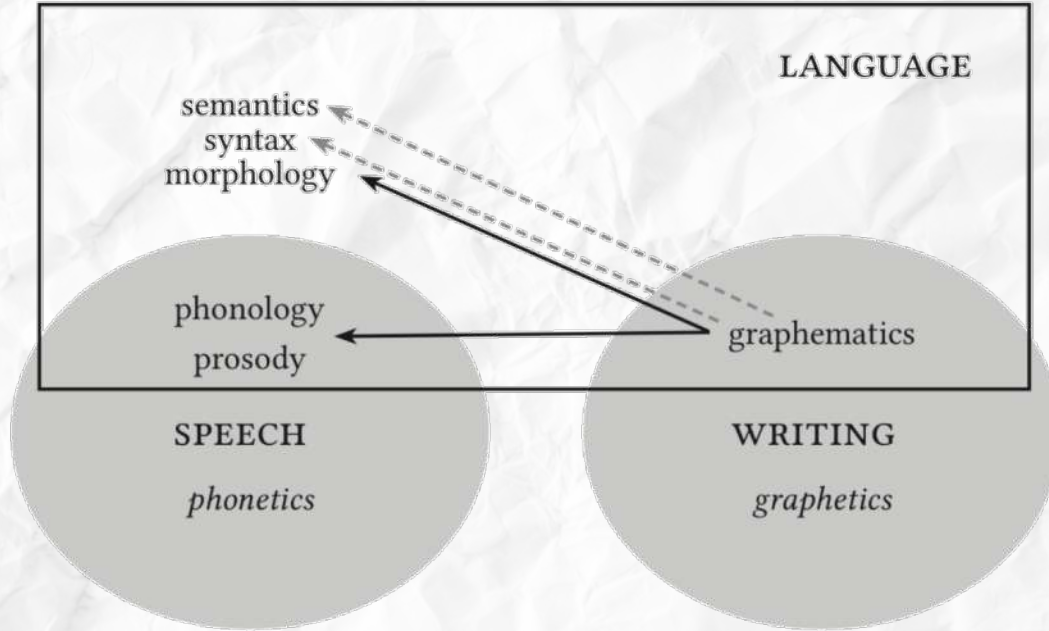 LANGUAGE
semantics
syntax
morphology
phonology
prosody
graphematics
SPEECH
WRITING
phonetics
graphetics